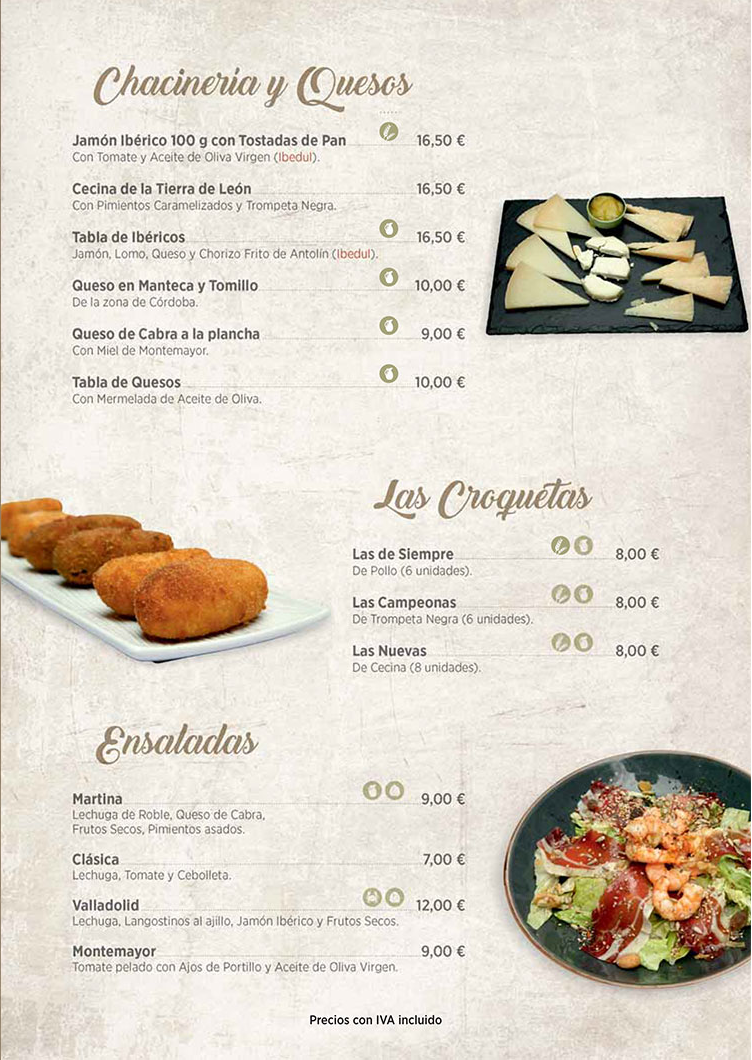 Chacinería y Quesos
Jamón Ibérico 100 g con Tostadas de Pan 16,50 €
Con Tomate y Aceite de Oliva Virgen (Ibedul).
Cecina de la Tierra de León 16,50 €
Con Pimientos Caramelizados y Trompeta Negra.
Tabla de Ibéricos 16,50 €
Jamón, Lomo, Queso y Chorizo Frito de Antolín (Ibedul).
Queso en Manteca y Tomillo 10,00 €
De la zona de Córdoba.
Queso de Cabra a la plancha 9,00 €
Con Miel de Montemayor.
Tabla de Quesos 10,00 €
Con Mermelada de Aceite de Oliva.
Las Croquetas
Las de Siempre 8,00 €
De Pollo (6 unidades).
Las Campeonas 8,00 €
De Trompeta Negra (6 unidades).
Las Nuevas 8,00 €
De Cecina (8 unidades).
Ensaladas
Martina 9,00 €
Lechuga de Roble, Queso de Cabra,
Frutos Secos, Pimientos asados.
Clásica 7,00 €
Lechuga, Tomate y Cebolleta.
Valladolid 12,00 €
Lechuga, Langostinos al ajillo, Jamón Ibérico y Frutos Secos.
Montemayor 9,00 €
Tomate pelado con Ajos de Portillo y Aceite de Oliva Virgen.
Precios con IVA incluido